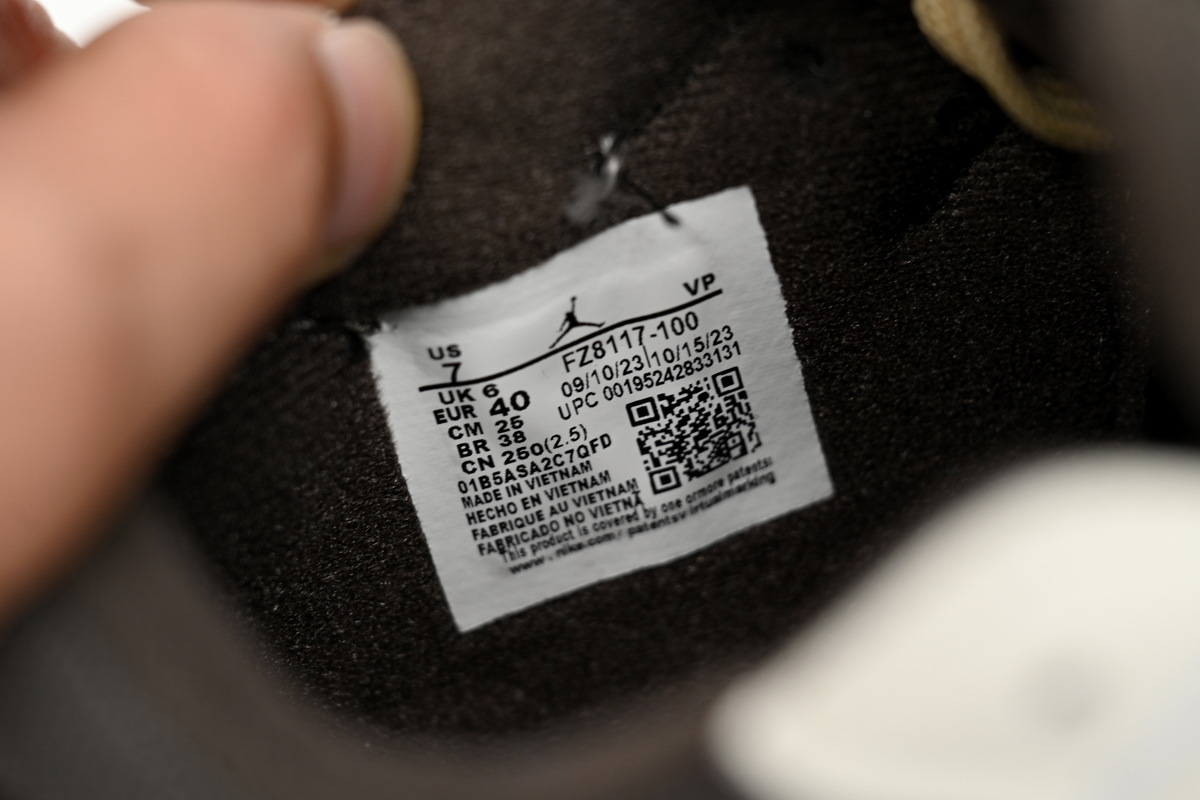 US
7
VP
UK 6
EUR 40
CM 25
BR 38
CN 250(2.5)
FZ8117-100
09/10/23|10/15/23
UPC 00195242833131
01B5ASA2C7QFD
MADE IN VIETNAM
HECHO EN VIETNAM
FABRIQUE AU VIETNAM
FABRICADO NO VIETNÃ
This product is covered by one ormore patents:
www.nike.com/patentsvirtualmarking